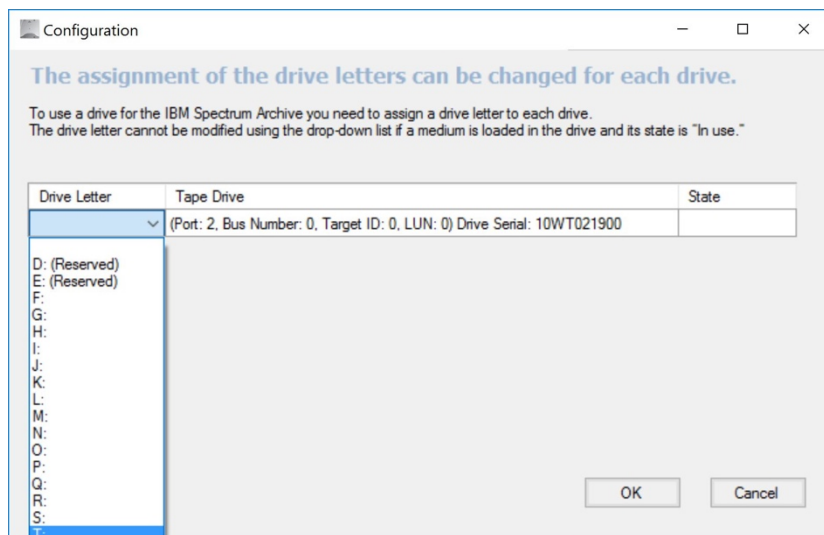 Configuration
The assignment of the drive letters can be changed for each drive.
To use a drive for the IBM Spectrum Archive you need to assign a drive letter to each drive.
The drive letter cannot be modified using the drop-down list if a medium is loaded in the drive and its state is "In use."
Drive Letter Tape Drive State
(Port: 2, Bus Number: 0, Target ID: 0, LUN: 0) Drive Serial: 10WT021900
D: (Reserved)
E: (Reserved)
F:
G:
H:
I:
J:
K:
L:
M:
N:
O:
P:
Q:
R:
S:
T:
OK Cancel